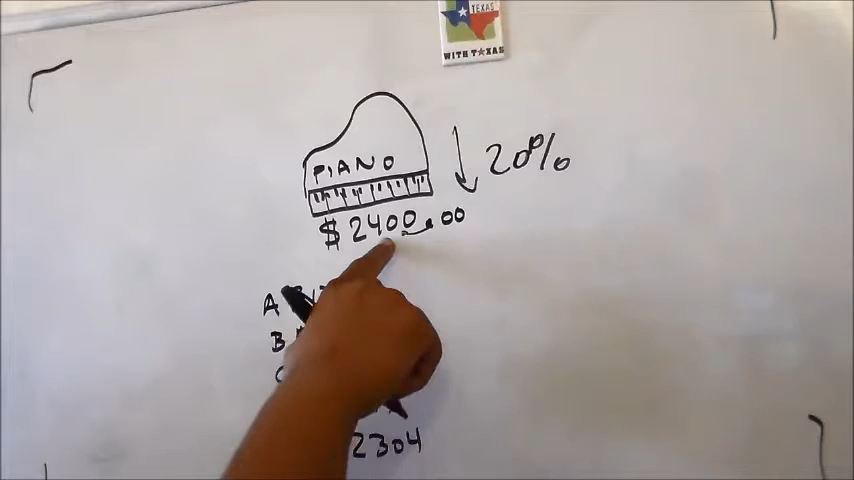 TEXAS
WITH TEXAS
PIANO
20%
$2400.00
A
B
2304